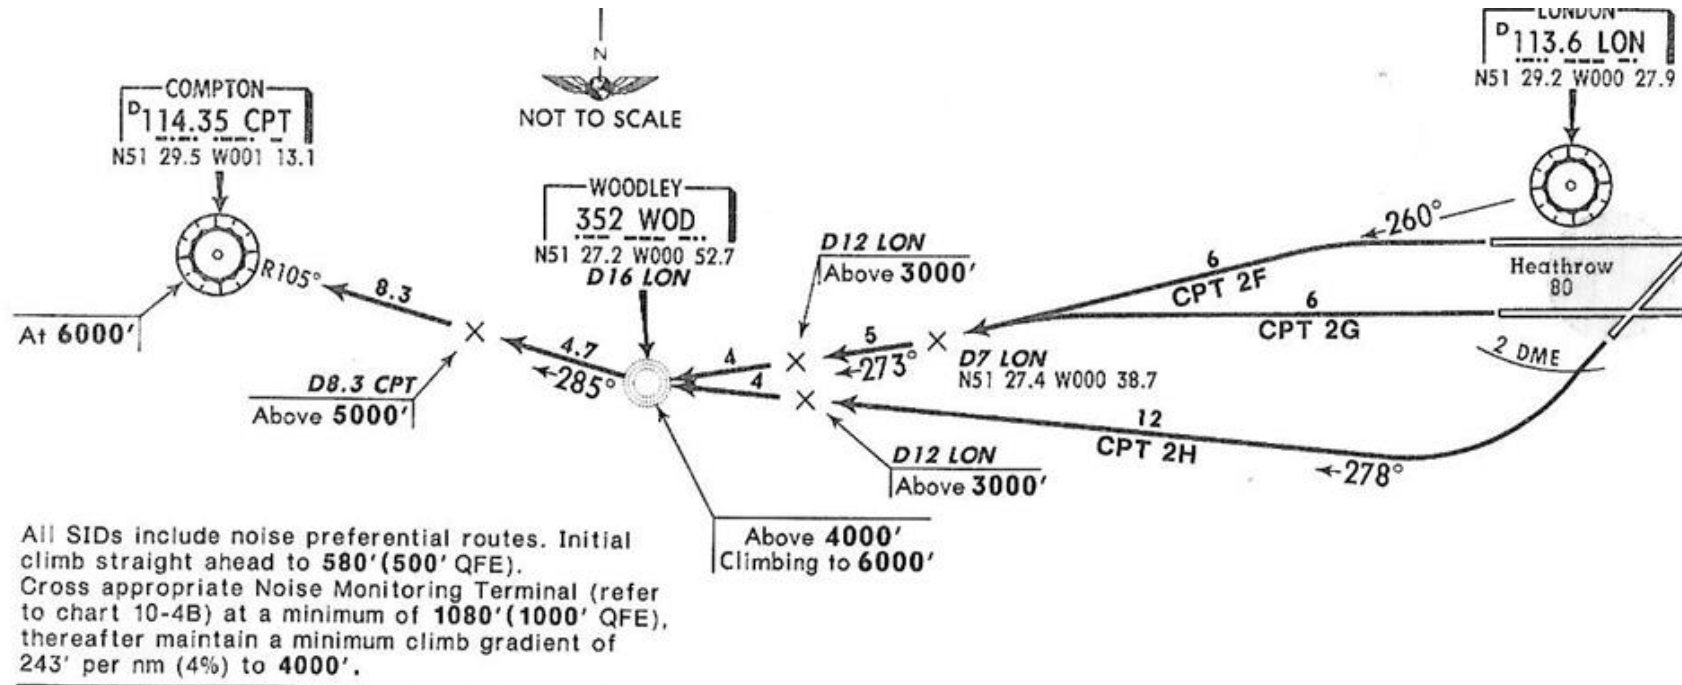 LONDON
D 113.6 LON
N51 29.2 W000 27.9
N
NOT TO SCALE
COMPTON
D 114.35 CPT
N51 29.5 W001 13.1
WOODLEY
352 WOD
N51 27.2 W000 52.7
D16 LON
D12 LON
Above 3000'
←260°
6
CPT 2F
Heathrow
80
6
CPT 2G
R105°
8.3
At 6000'
4.7
←285°
4
4
5
←273°
D7 LON
N51 27.4 W000 38.7
2 DME
D8.3 CPT
Above 5000'
12
CPT 2H
←278°
D12 LON
Above 3000'
Above 4000'
Climbing to 6000'
All SIDs include noise preferential routes. Initial
climb straight ahead to 580'(500' QFE).
Cross appropriate Noise Monitoring Terminal (refer
to chart 10-4B) at a minimum of 1080'(1000' QFE),
thereafter maintain a minimum climb gradient of
243' per nm (4%) to 4000'.